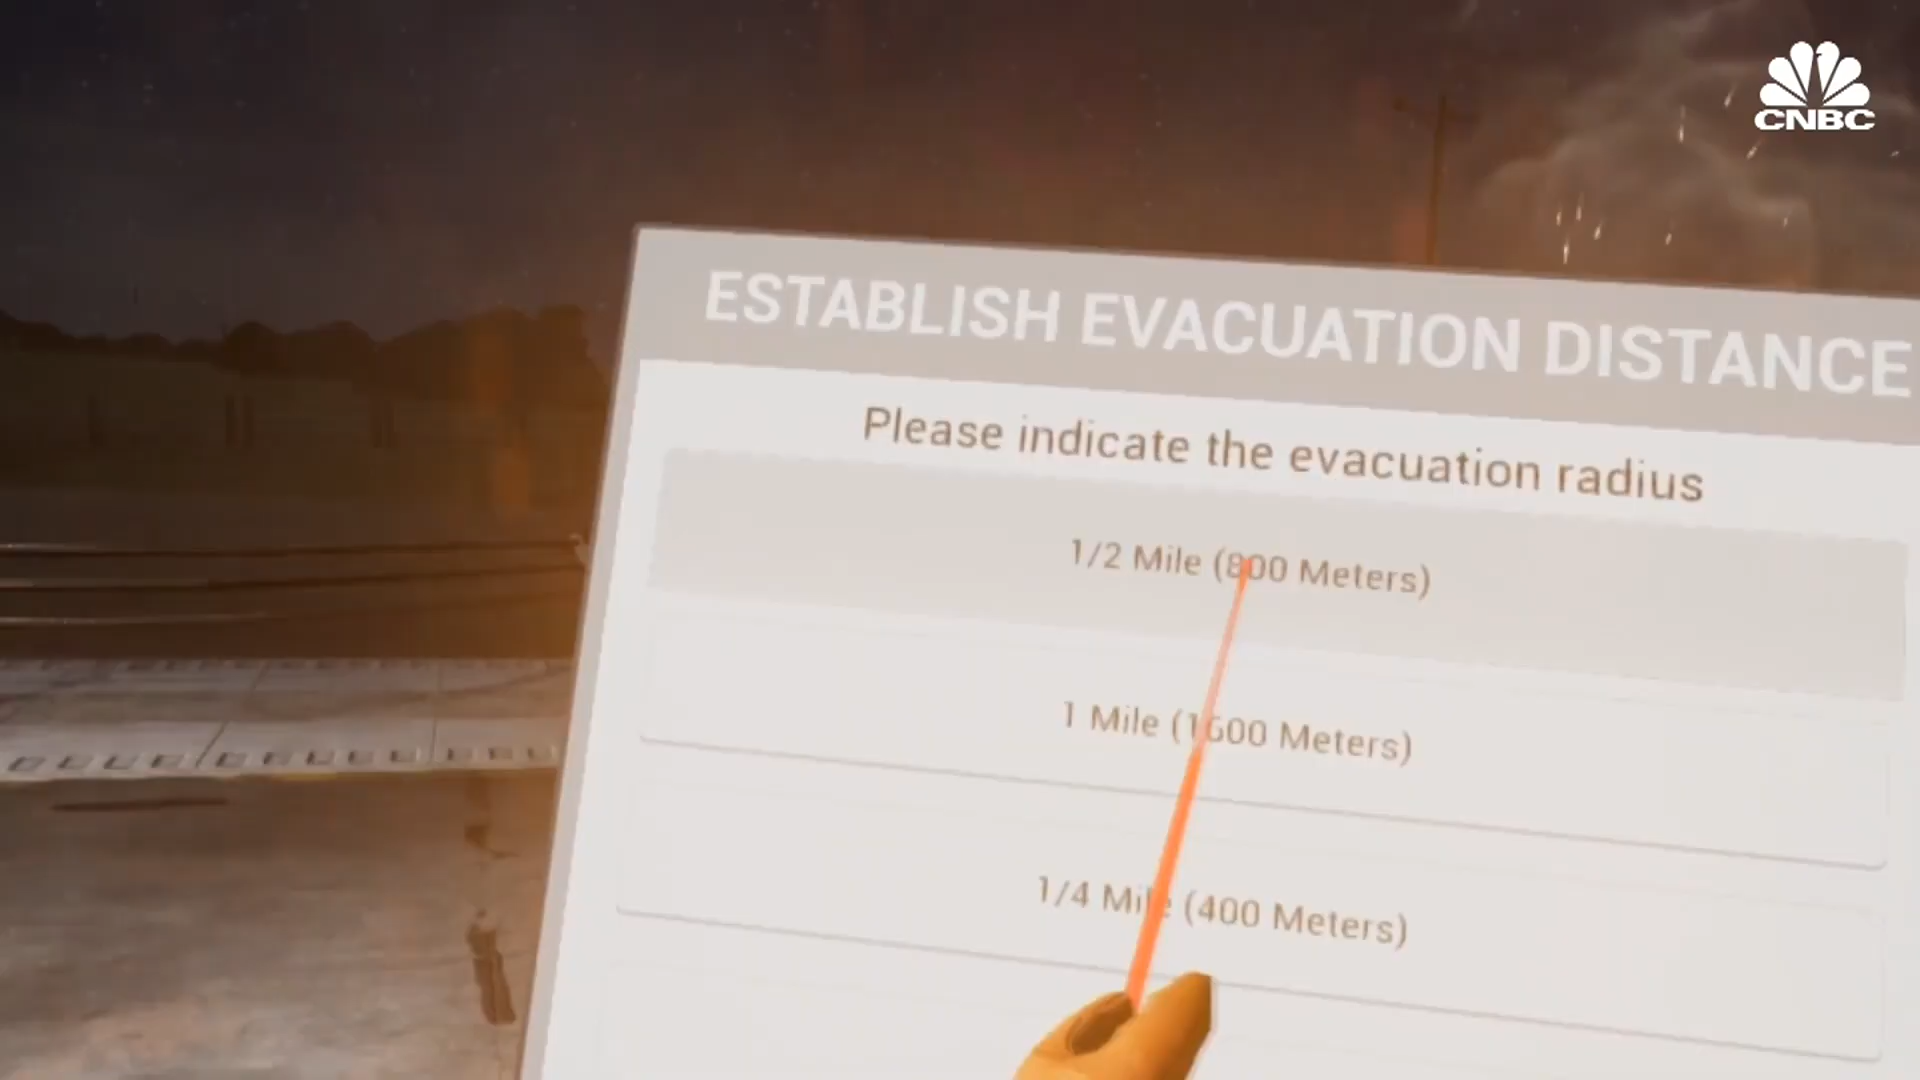 CNBC
ESTABLISH EVACUATION DISTANCE
Please indicate the evacuation radius
1/2 Mile (800 Meters)
1 Mile (1600 Meters)
1/4 Mile (400 Meters)